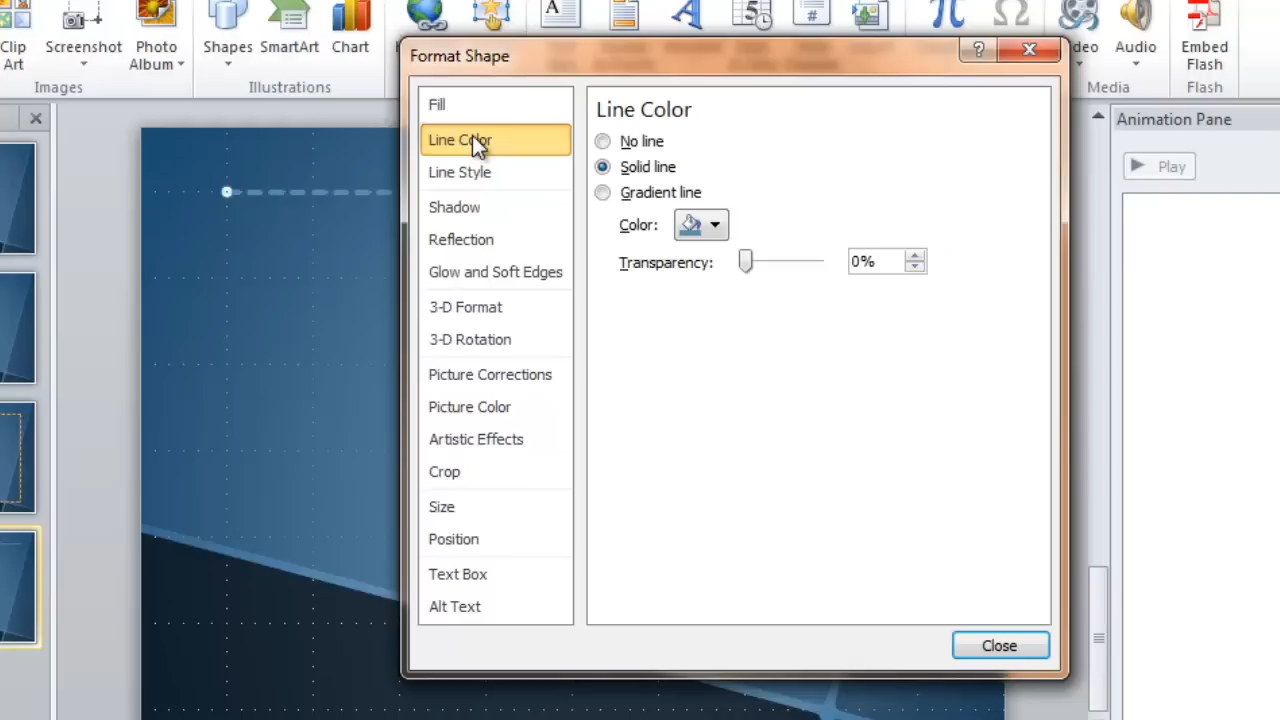 Clip
Art
Screenshot
Photo
Album
Shapes
SmartArt
Chart
Audio
Embed
Flash
Images
Illustrations
Media
Flash
Format Shape
Fill
Line Color
Line Style
Shadow
Reflection
Glow and Soft Edges
3-D Format
3-D Rotation
Picture Corrections
Picture Color
Artistic Effects
Crop
Size
Position
Text Box
Alt Text
Line Color
No line
Solid line
Gradient line
Color:
Transparency:
0%
Close
Animation Pane
Play